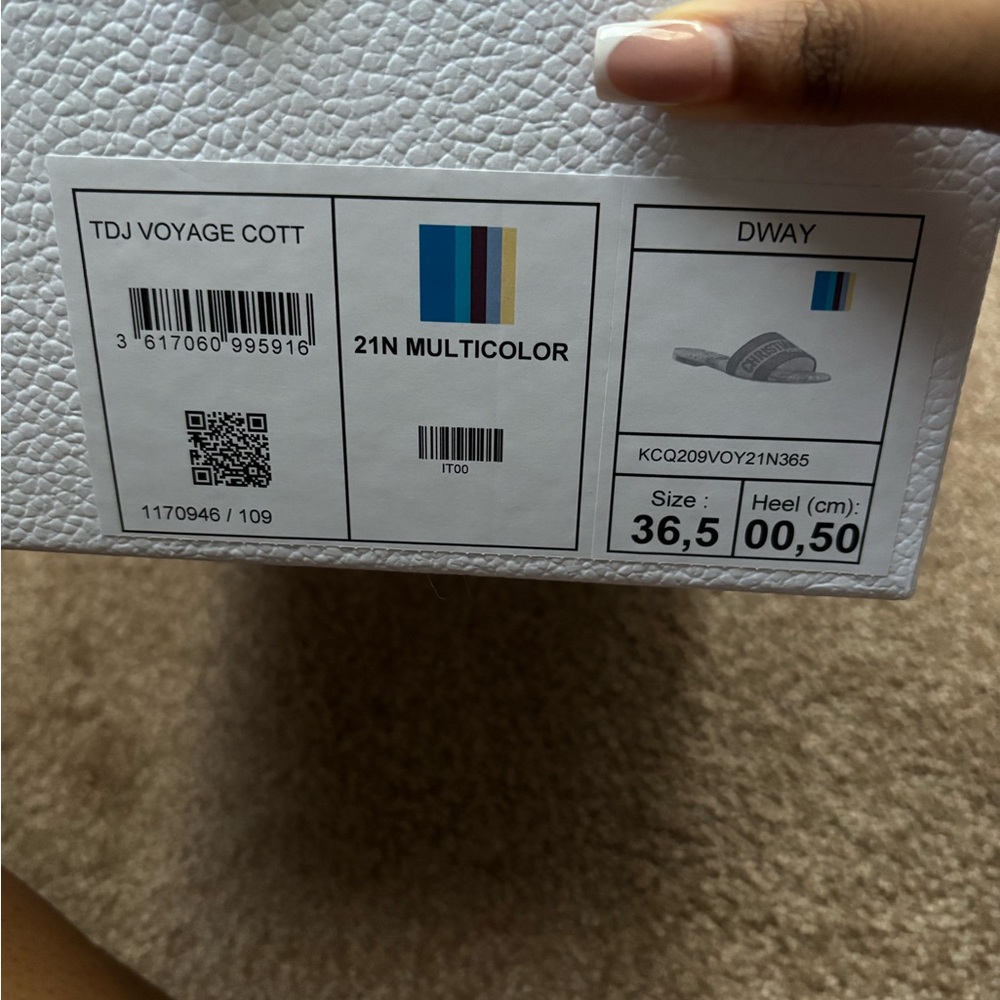 TDJ VOYAGE COTT
3 617060 995916
1170946 / 109
21N MULTICOLOR
IT00
DWAY
KCQ209VOY21N365
Size :
36,5
Heel (cm):
00,50